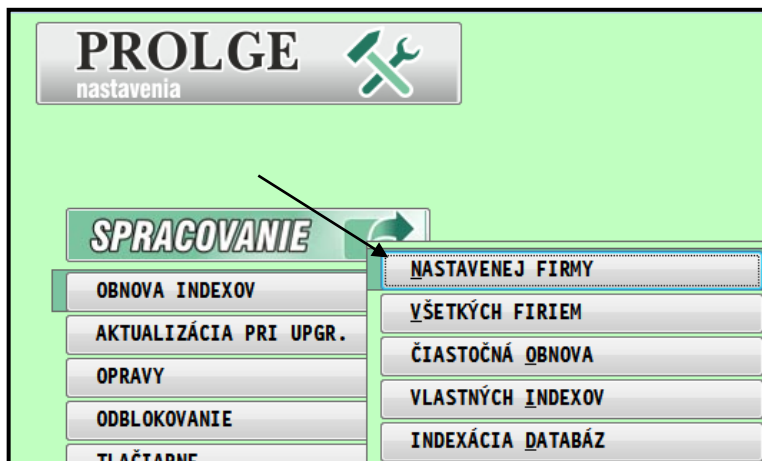 PROLGE
nastavenia
SPRACOVANIE
OBNOVA INDEXOV
AKTUALIZÁCIA PRI UPGR.
OPRAVY
ODBLOKOVANIE
TLAČIARNE
NASTAVENEJ FIRMY
VŠETKÝCH FIRIEM
ČIASTOČNÁ OBNOVA
VLASTNÝCH INDEXOV
INDEXÁCIA DATABÁZ